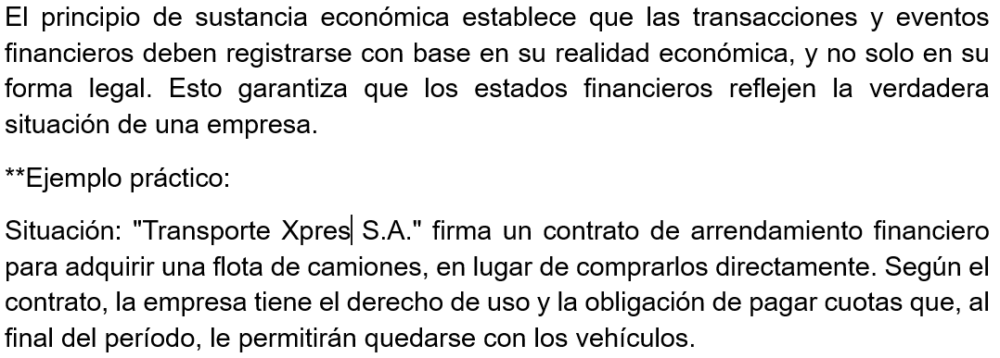 El principio de sustancia económica establece que las transacciones y eventos
financieros deben registrarse con base en su realidad económica, y no solo en su
forma legal. Esto garantiza que los estados financieros reflejen la verdadera
situación de una empresa.
**Ejemplo práctico:
Situación: "Transporte Xpres S.A." firma un contrato de arrendamiento financiero
para adquirir una flota de camiones, en lugar de comprarlos directamente. Según el
contrato, la empresa tiene el derecho de uso y la obligación de pagar cuotas que, al
final del período, le permitirán quedarse con los vehículos.